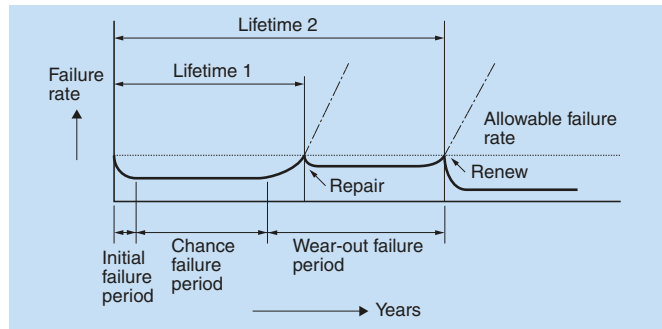 Lifetime 2
Lifetime 1
Failure
rate
Allowable failure
rate
Renew
Repair
Initial
failure
period
Chance
failure
period
Wear-out failure
period
Years